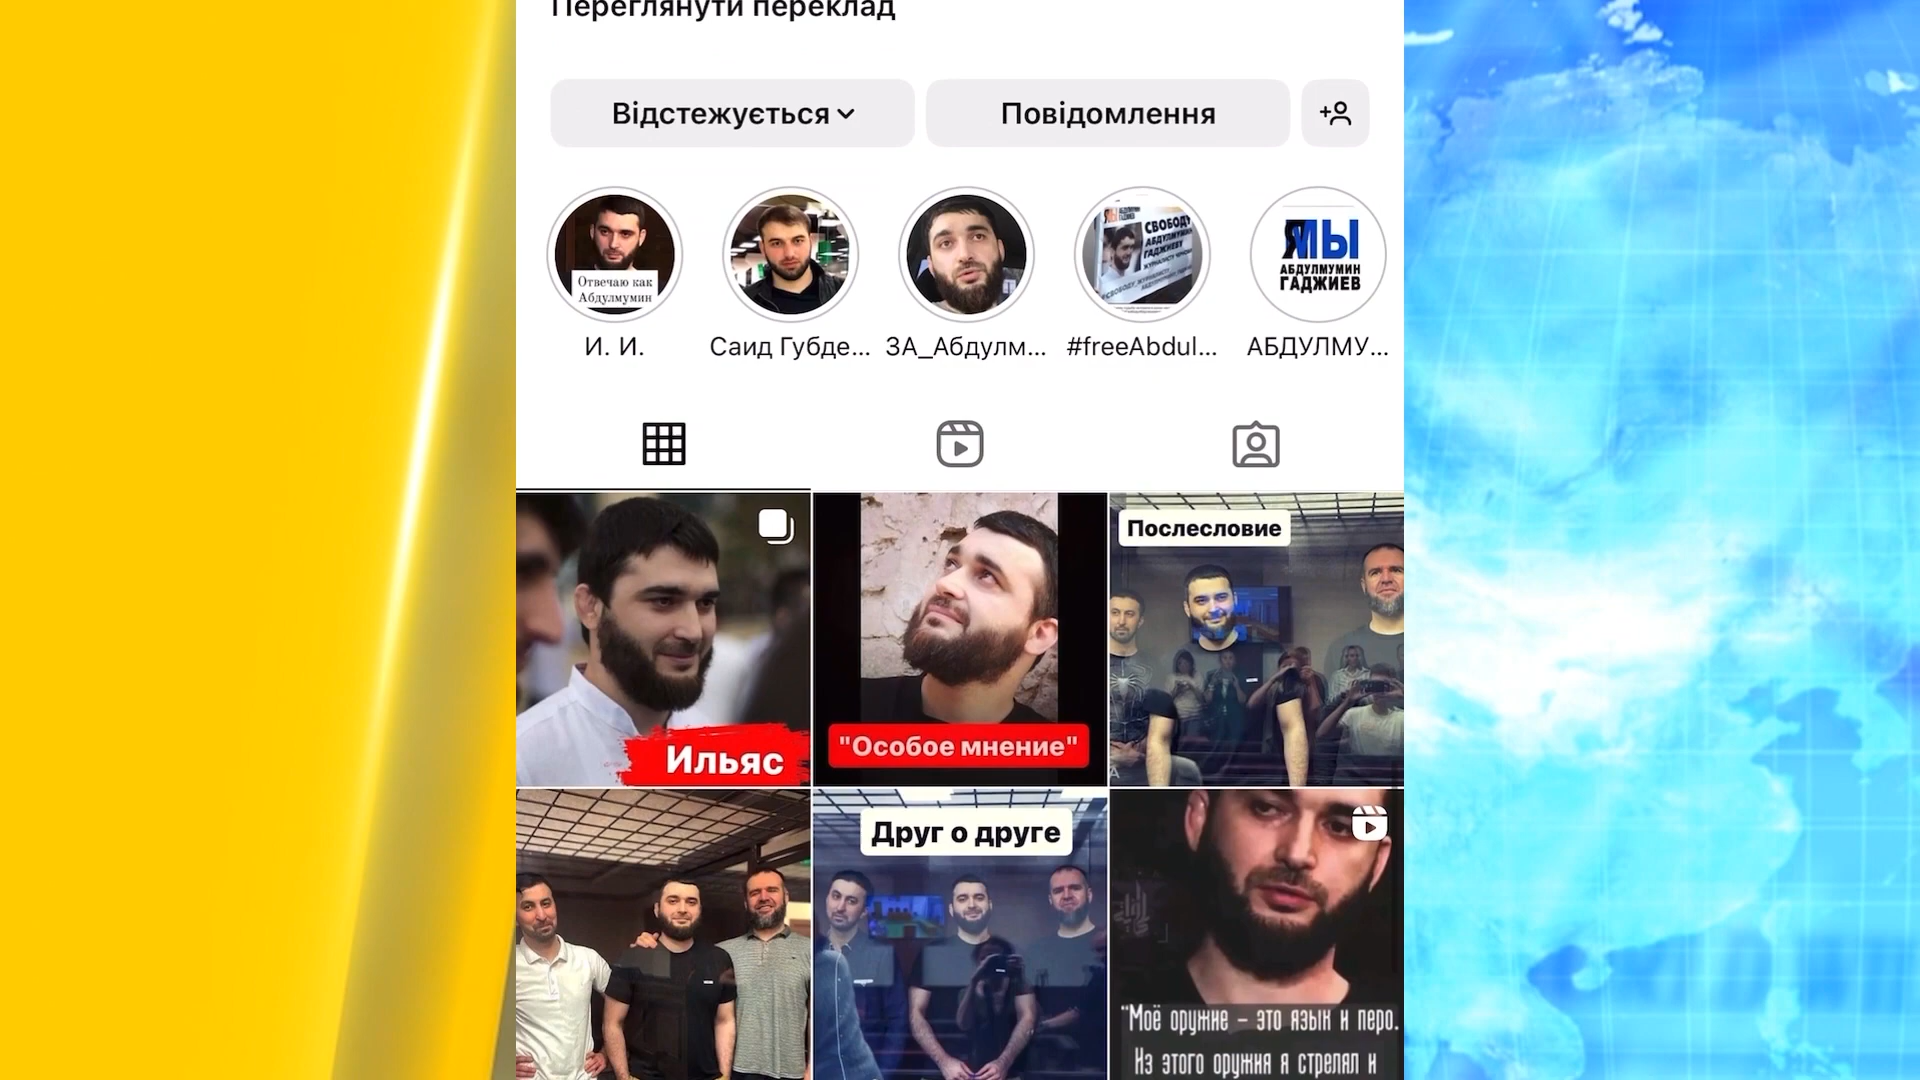 Переглянути переклад
Відстежується
Повідомлення
Отвечаю как
Абдулмумин
СВОБОДУ
АБДУЛМУМИНУ
ГАДЖИЕВУ
ЯМЫ
АБДУЛМУМИН
ГАДЖИЕВ
И. И.
Саид Губде...
ЗА_Абдулм...
#freeAbdul...
АБДУЛМУ...
Ильяс
"Особое мнение"
Послесловие
Друг о друге
"Моё оружие – это язык и перо.
Из этого оружия я стрелял и